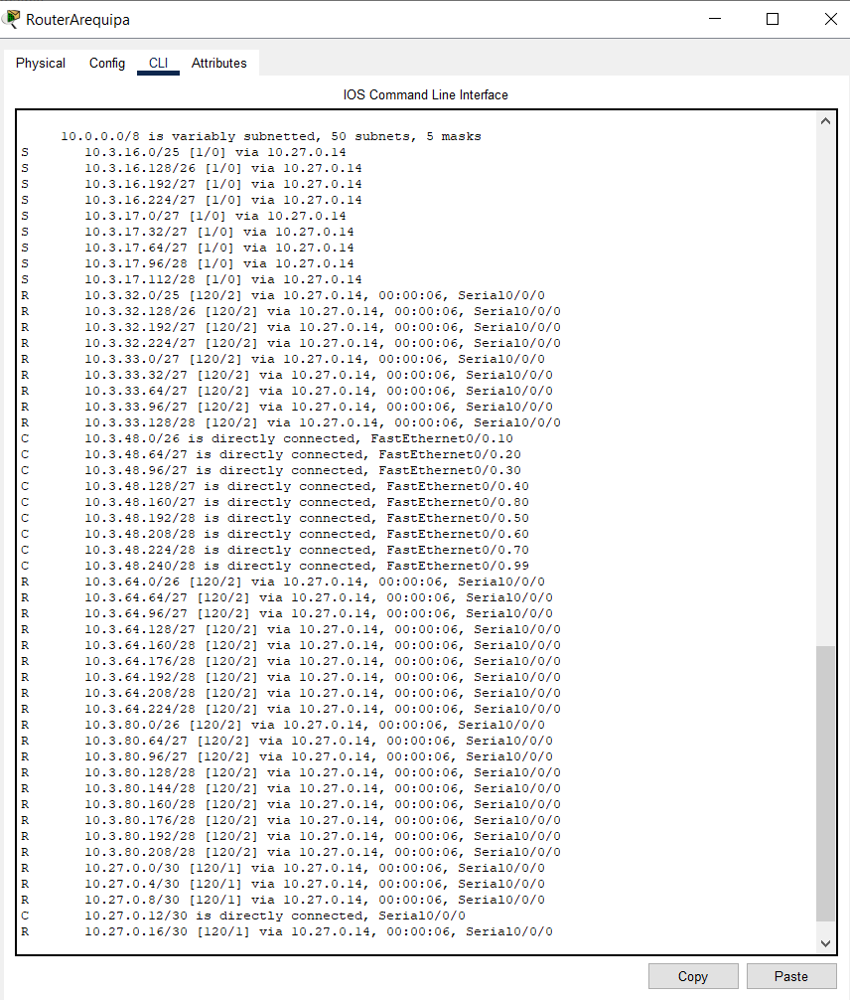 RouterArequipa
Physical Config CLI Attributes
IOS Command Line Interface
10.0.0.0/8 is variably subnetted, 50 subnets, 5 masks
S 10.3.16.0/25 [1/0] via 10.27.0.14
S 10.3.16.128/26 [1/0] via 10.27.0.14
S 10.3.16.192/27 [1/0] via 10.27.0.14
S 10.3.16.224/27 [1/0] via 10.27.0.14
S 10.3.17.0/27 [1/0] via 10.27.0.14
S 10.3.17.32/27 [1/0] via 10.27.0.14
S 10.3.17.64/27 [1/0] via 10.27.0.14
S 10.3.17.96/28 [1/0] via 10.27.0.14
S 10.3.17.112/28 [1/0] via 10.27.0.14
R 10.3.32.0/25 [120/2] via 10.27.0.14, 00:00:06, Serial0/0/0
R 10.3.32.128/26 [120/2] via 10.27.0.14, 00:00:06, Serial0/0/0
R 10.3.32.192/27 [120/2] via 10.27.0.14, 00:00:06, Serial0/0/0
R 10.3.32.224/27 [120/2] via 10.27.0.14, 00:00:06, Serial0/0/0
R 10.3.33.0/27 [120/2] via 10.27.0.14, 00:00:06, Serial0/0/0
R 10.3.33.32/27 [120/2] via 10.27.0.14, 00:00:06, Serial0/0/0
R 10.3.33.64/27 [120/2] via 10.27.0.14, 00:00:06, Serial0/0/0
R 10.3.33.96/27 [120/2] via 10.27.0.14, 00:00:06, Serial0/0/0
R 10.3.33.128/28 [120/2] via 10.27.0.14, 00:00:06, Serial0/0/0
C 10.3.48.0/26 is directly connected, FastEthernet0/0.10
C 10.3.48.64/27 is directly connected, FastEthernet0/0.20
C 10.3.48.96/27 is directly connected, FastEthernet0/0.30
C 10.3.48.128/27 is directly connected, FastEthernet0/0.40
C 10.3.48.160/27 is directly connected, FastEthernet0/0.80
C 10.3.48.192/28 is directly connected, FastEthernet0/0.50
C 10.3.48.208/28 is directly connected, FastEthernet0/0.60
C 10.3.48.224/28 is directly connected, FastEthernet0/0.70
C 10.3.48.240/28 is directly connected, FastEthernet0/0.99
R 10.3.64.0/26 [120/2] via 10.27.0.14, 00:00:06, Serial0/0/0
R 10.3.64.64/27 [120/2] via 10.27.0.14, 00:00:06, Serial0/0/0
R 10.3.64.96/27 [120/2] via 10.27.0.14, 00:00:06, Serial0/0/0
R 10.3.64.128/27 [120/2] via 10.27.0.14, 00:00:06, Serial0/0/0
R 10.3.64.160/28 [120/2] via 10.27.0.14, 00:00:06, Serial0/0/0
R 10.3.64.176/28 [120/2] via 10.27.0.14, 00:00:06, Serial0/0/0
R 10.3.64.192/28 [120/2] via 10.27.0.14, 00:00:06, Serial0/0/0
R 10.3.64.208/28 [120/2] via 10.27.0.14, 00:00:06, Serial0/0/0
R 10.3.64.224/28 [120/2] via 10.27.0.14, 00:00:06, Serial0/0/0
R 10.3.80.0/26 [120/2] via 10.27.0.14, 00:00:06, Serial0/0/0
R 10.3.80.64/27 [120/2] via 10.27.0.14, 00:00:06, Serial0/0/0
R 10.3.80.96/27 [120/2] via 10.27.0.14, 00:00:06, Serial0/0/0
R 10.3.80.128/28 [120/2] via 10.27.0.14, 00:00:06, Serial0/0/0
R 10.3.80.144/28 [120/2] via 10.27.0.14, 00:00:06, Serial0/0/0
R 10.3.80.160/28 [120/2] via 10.27.0.14, 00:00:06, Serial0/0/0
R 10.3.80.176/28 [120/2] via 10.27.0.14, 00:00:06, Serial0/0/0
R 10.3.80.192/28 [120/2] via 10.27.0.14, 00:00:06, Serial0/0/0
R 10.3.80.208/28 [120/2] via 10.27.0.14, 00:00:06, Serial0/0/0
R 10.27.0.0/30 [120/1] via 10.27.0.14, 00:00:06, Serial0/0/0
R 10.27.0.4/30 [120/1] via 10.27.0.14, 00:00:06, Serial0/0/0
R 10.27.0.8/30 [120/1] via 10.27.0.14, 00:00:06, Serial0/0/0
C 10.27.0.12/30 is directly connected, Serial0/0/0
R 10.27.0.16/30 [120/1] via 10.27.0.14, 00:00:06, Serial0/0/0
Copy Paste